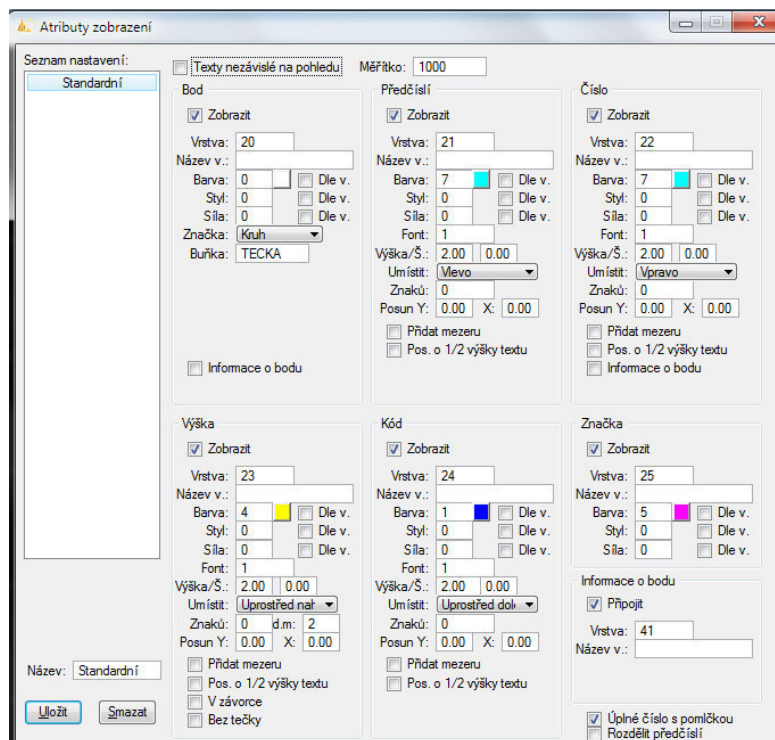 Atributy zobrazení
Seznam nastavení:
Standardní
Texty nezávislé na pohledu Měřítko: 1000
Bod
Zobrazit
Vrstva: 20
Název v.:
Barva: 0 Dle v.
Styl: 0 Dle v.
Síla: 0 Dle v.
Značka: Kruh
Buňka: TECKA
Informace o bodu
Předčíslí
Zobrazit
Vrstva: 21
Název v.:
Barva: 7 Dle v.
Styl: 0 Dle v.
Síla: 0 Dle v.
Font: 1
Výška/Š.: 2.00 0.00
Umístit: Vlevo
Znaků: 0
Posun Y: 0.00 X: 0.00
Přidat mezeru
Pos. o 1/2 výšky textu
Číslo
Zobrazit
Vrstva: 22
Název v.:
Barva: 7 Dle v.
Styl: 0 Dle v.
Síla: 0 Dle v.
Font: 1
Výška/Š.: 2.00 0.00
Umístit: Vpravo
Znaků: 0
Posun Y: 0.00 X: 0.00
Přidat mezeru
Pos. o 1/2 výšky textu
Informace o bodu
Výška
Zobrazit
Vrstva: 23
Název v.:
Barva: 4 Dle v.
Styl: 0 Dle v.
Síla: 0 Dle v.
Font: 1
Výška/Š.: 2.00 0.00
Umístit: Uprostřed nah
Znaků: 0 d.m: 2
Posun Y: 0.00 X: 0.00
Přidat mezeru
Pos. o 1/2 výšky textu
V závorce
Bez tečky
Kód
Zobrazit
Vrstva: 24
Název v.:
Barva: 1 Dle v.
Styl: 0 Dle v.
Síla: 0 Dle v.
Font: 1
Výška/Š.: 2.00 0.00
Umístit: Uprostřed dole
Znaků: 0
Posun Y: 0.00 X: 0.00
Přidat mezeru
Pos. o 1/2 výšky textu
Značka
Zobrazit
Vrstva: 25
Název v.:
Barva: 5 Dle v.
Styl: 0 Dle v.
Síla: 0 Dle v.
Informace o bodu
Připojit
Vrstva: 41
Název v.:
Úplné číslo s pomlčkou
Rozdělit předčíslí
Název: Standardní
Uložit Smazat